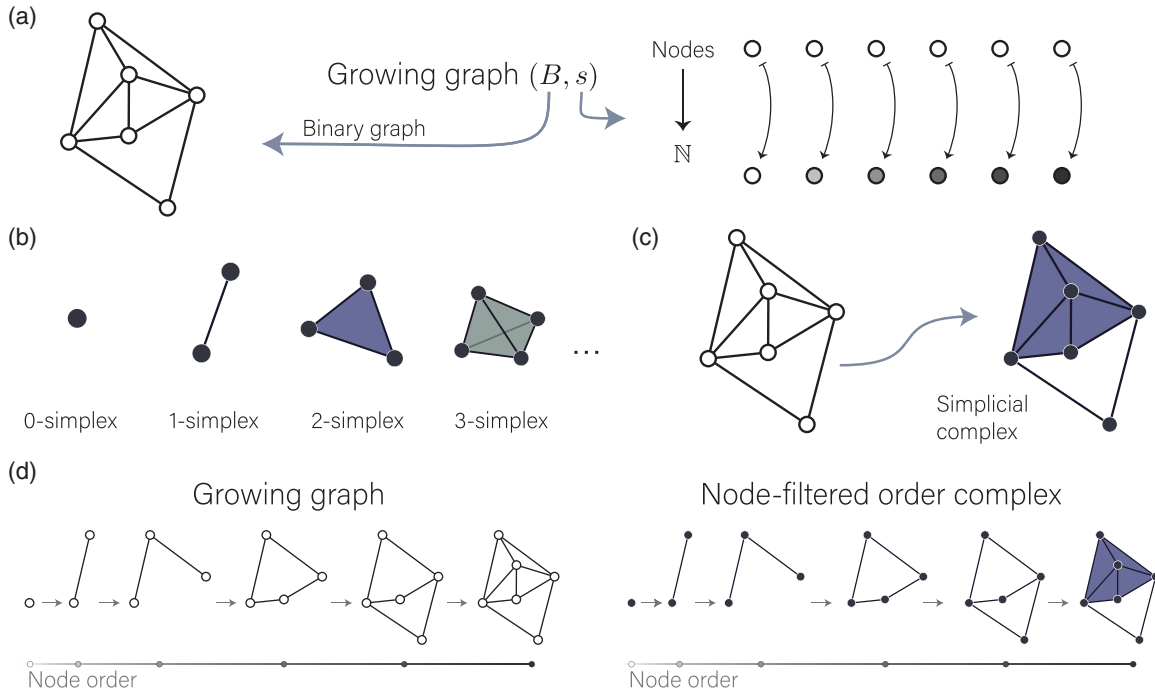 (a)
Growing graph (B, s)
Binary graph
Nodes
ℕ
(b)
0-simplex
1-simplex
2-simplex
3-simplex
...
(c)
Simplicial
complex
(d)
Growing graph
Node order
Node-filtered order complex
Node order